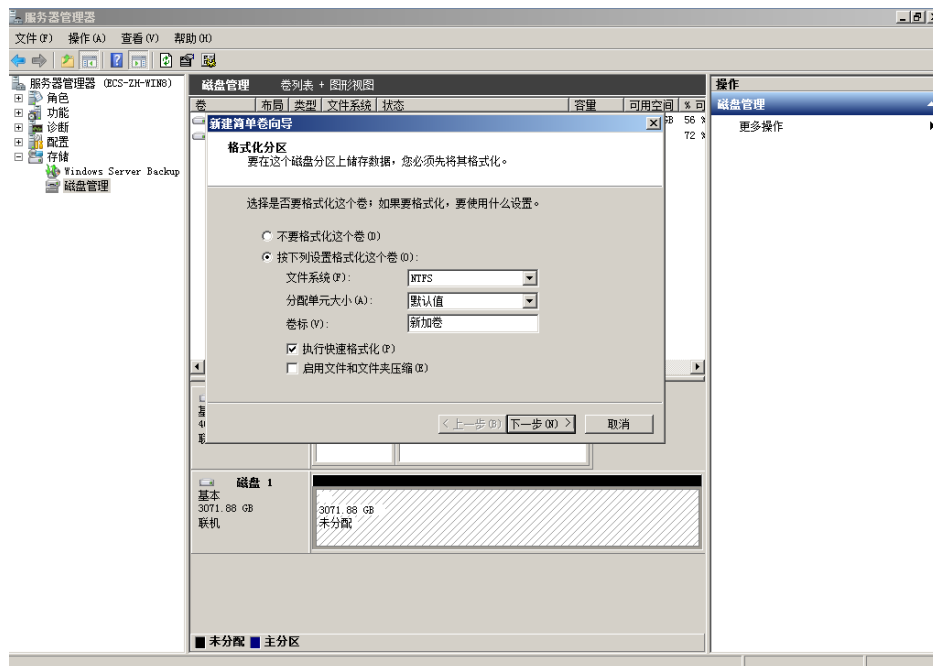 服务器管理器
文件(F) 操作(A) 查看(V) 帮助(H)
服务器管理器 (ECS-ZH-WIN8)
角色
功能
诊断
配置
存储
Windows Server Backup
磁盘管理
磁盘管理 卷列表 + 图形视图
卷 布局 类型 文件系统 状态 容量 可用空间 % 可
GB 56 %
72 %
新建简单卷向导
格式化分区
要在这个磁盘分区上储存数据，您必须先将其格式化。
选择是否要格式化这个卷；如果要格式化，要使用什么设置。
不要格式化这个卷(D)
按下列设置格式化这个卷(O):
文件系统(F): NTFS
分配单元大小(A): 默认值
卷标(V): 新加卷
执行快速格式化(P)
启用文件和文件夹压缩(E)
< 上一步(B) 下一步(N) > 取消
磁盘 1
基本
3071.88 GB
联机
3071.88 GB
未分配
未分配 主分区
操作
磁盘管理
更多操作